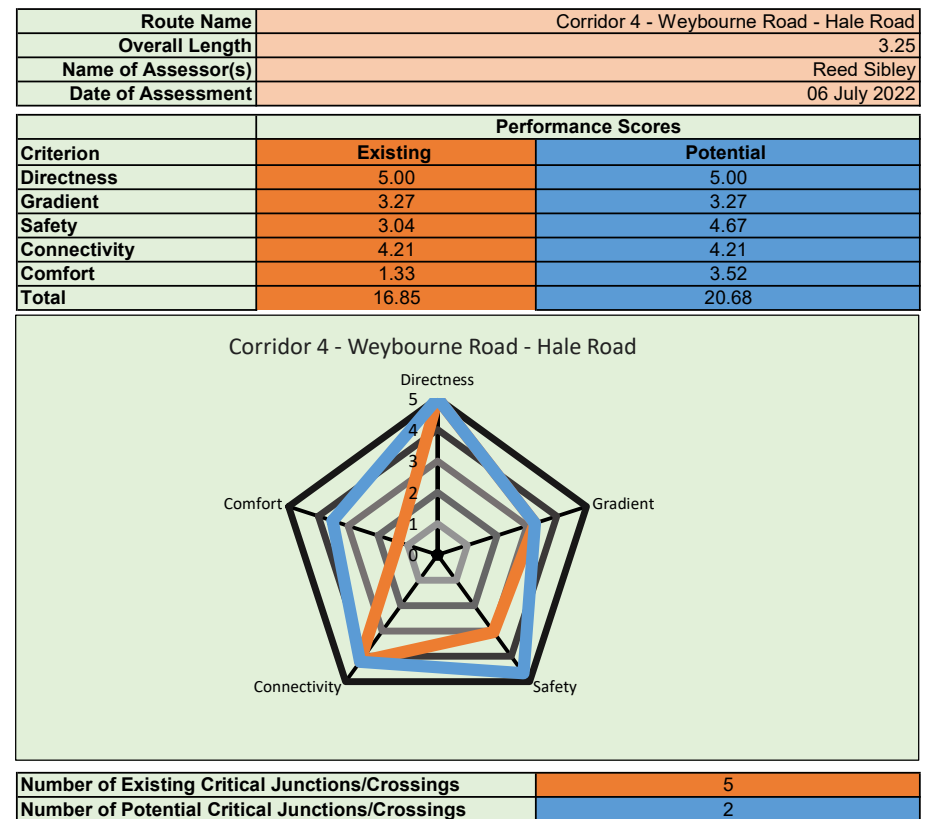 Route Name Corridor 4 - Weybourne Road - Hale Road
Overall Length 3.25
Name of Assessor(s) Reed Sibley
Date of Assessment 06 July 2022
Performance Scores
Criterion Existing Potential
Directness 5.00 5.00
Gradient 3.27 3.27
Safety 3.04 4.67
Connectivity 4.21 4.21
Comfort 1.33 3.52
Total 16.85 20.68
Corridor 4 - Weybourne Road - Hale Road
Directness
5
4
3
2
1
0
Comfort
Gradient
Connectivity
Safety
Number of Existing Critical Junctions/Crossings 5
Number of Potential Critical Junctions/Crossings 2